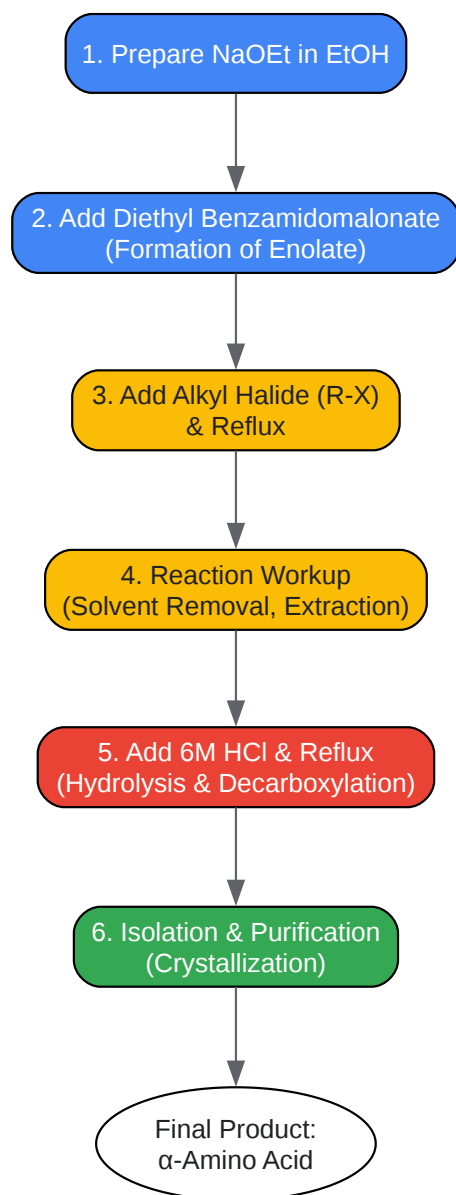 1. Prepare NaOEt in EtOH
2. Add Diethyl Benzamidomalonate
(Formation of Enolate)
3. Add Alkyl Halide (R-X)
& Reflux
4. Reaction Workup
(Solvent Removal, Extraction)
5. Add 6M HCl & Reflux
(Hydrolysis & Decarboxylation)
6. Isolation & Purification
(Crystallization)
Final Product:
α-Amino Acid